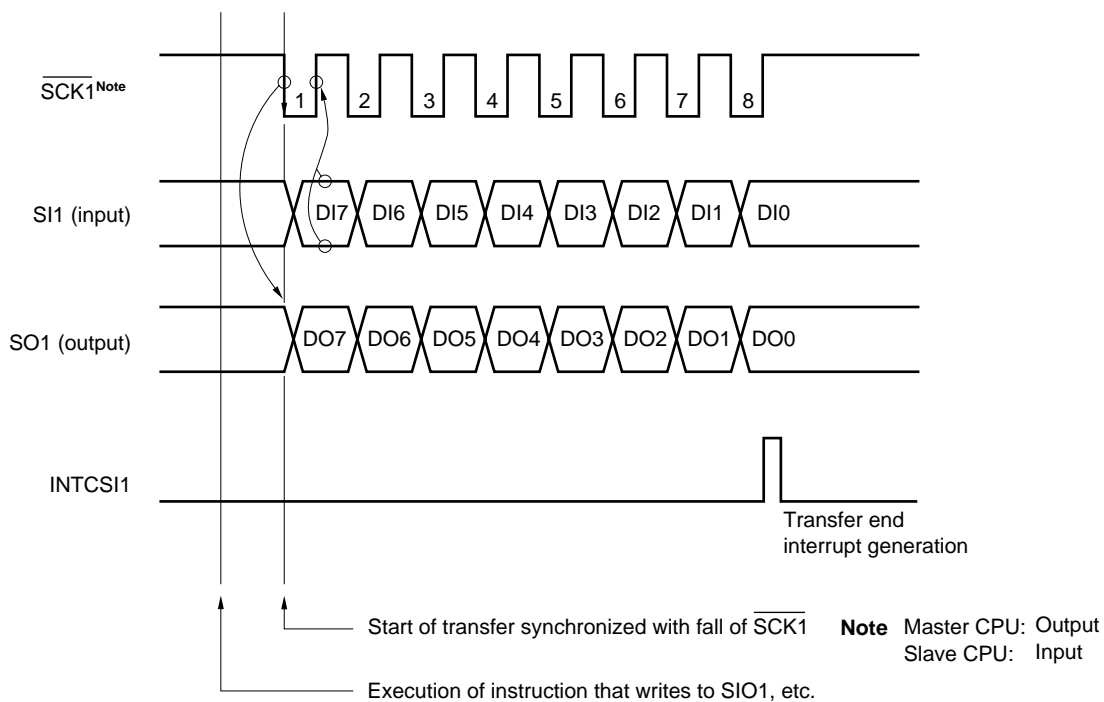 SCK1Note
1 2 3 4 5 6 7 8
SI1 (input)
DI7 DI6 DI5 DI4 DI3 DI2 DI1 DI0
SO1 (output)
DO7 DO6 DO5 DO4 DO3 DO2 DO1 DO0
INTCSI1
Transfer end
interrupt generation
Start of transfer synchronized with fall of SCK1
Note Master CPU: Output
Slave CPU: Input
Execution of instruction that writes to SIO1, etc.